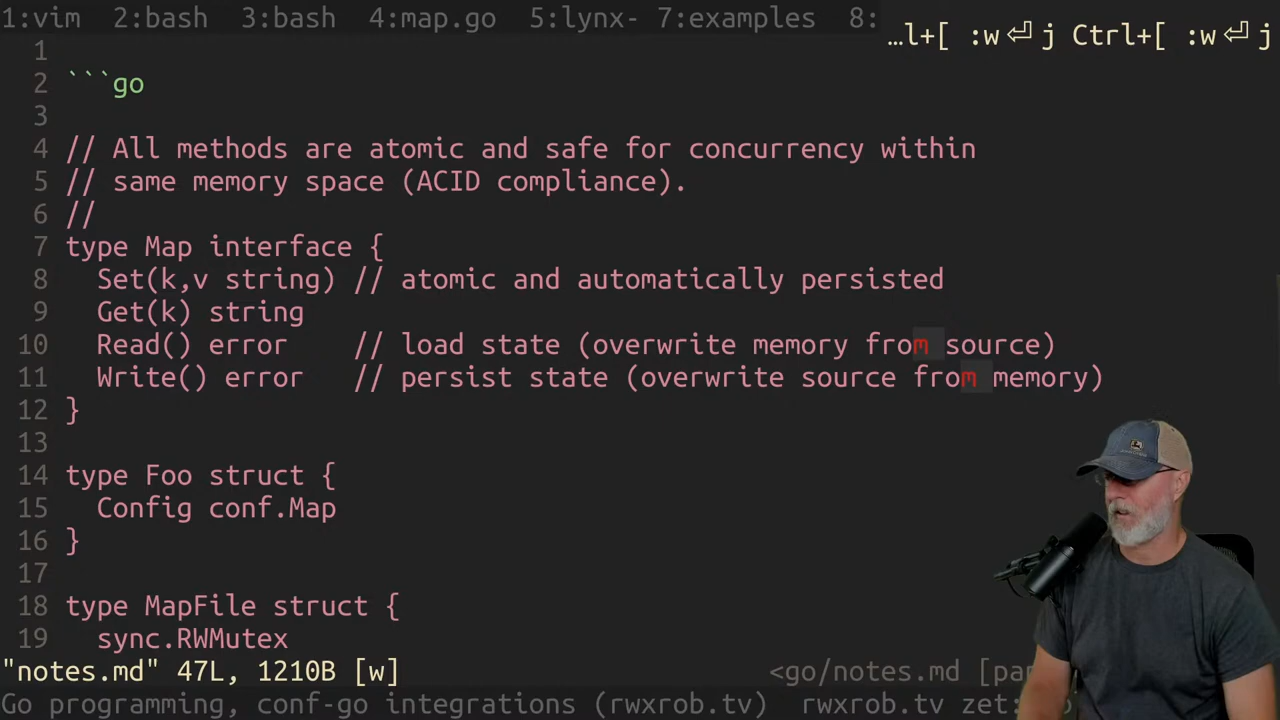 1:vim 2:bash 3:bash 4:map.go 5:lynx- 7:examples 8:
…l+[ :w⏎ j Ctrl+[ :w⏎ j
1
2 ```go
3
4 // All methods are atomic and safe for concurrency within
5 // same memory space (ACID compliance).
6 //
7 type Map interface {
8   Set(k,v string) // atomic and automatically persisted
9   Get(k) string
10   Read() error    // load state (overwrite memory from source)
11   Write() error   // persist state (overwrite source from memory)
12 }
13
14 type Foo struct {
15   Config conf.Map
16 }
17
18 type MapFile struct {
19   sync.RWMutex
"notes.md" 47L, 1210B [w] <go/notes.md [pa
Go programming, conf-go integrations (rwxrob.tv) rwxrob.tv zet: